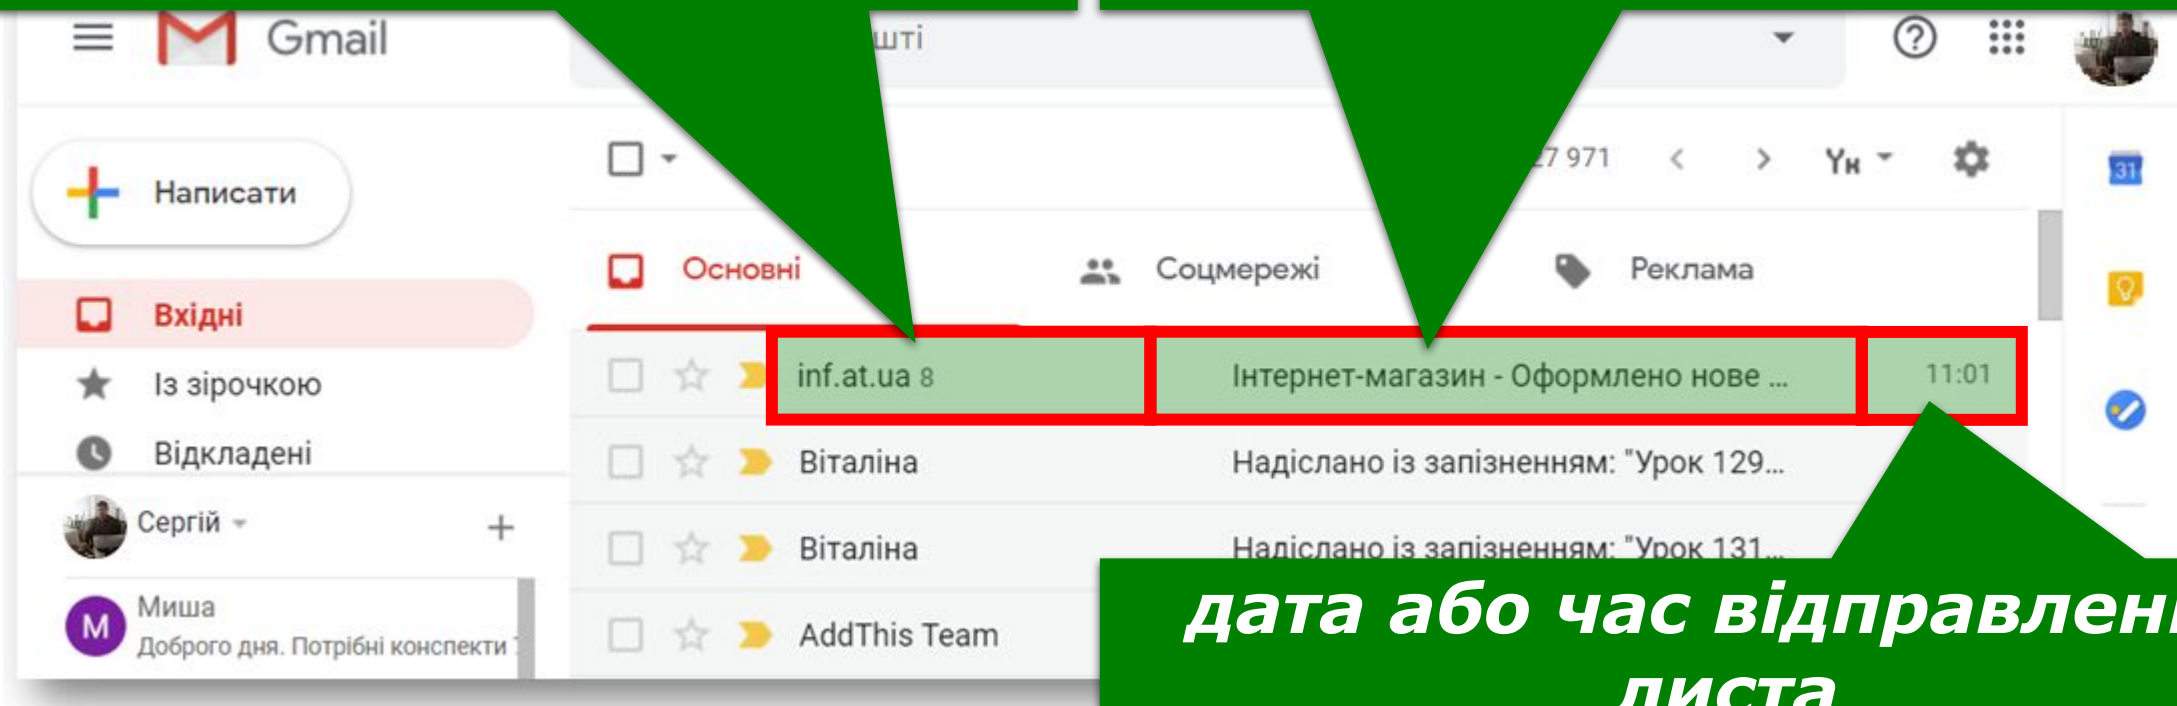 Gmail
шті
27 971
Ук
31
Написати
Основні
Соцмережі
Реклама
Вхідні
inf.at.ua 8
Інтернет-магазин - Оформлено нове ...
11:01
Із зірочкою
Відкладені
Віталіна
Надіслано із запізненням: "Урок 129...
Сергій
Віталіна
Надіслано із запізненням: "Урок 131...
Миша
М
Доброго дня. Потрібні конспекти
AddThis Team
дата або час відправлен
листа